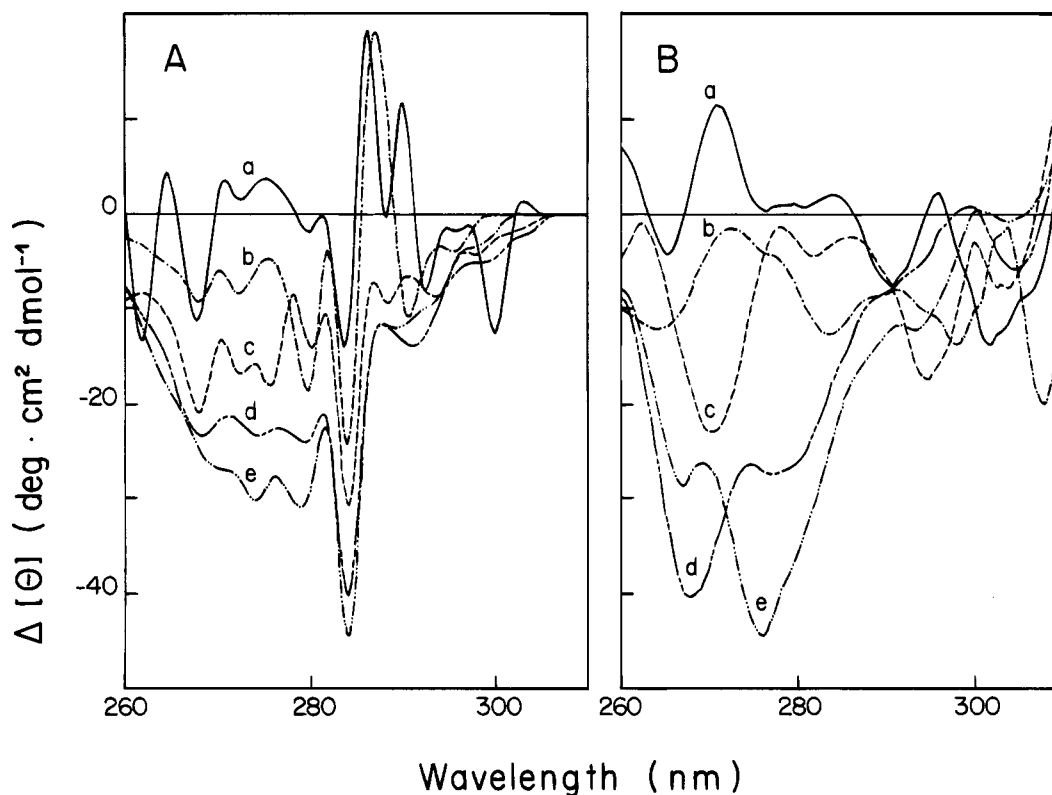 A
B
a
b
c
d
e
a
b
c
d
e
0
-20
-40
260
280
300
260
280
300
Δ [Θ] (deg · cm² dmol⁻¹)
Wavelength (nm)